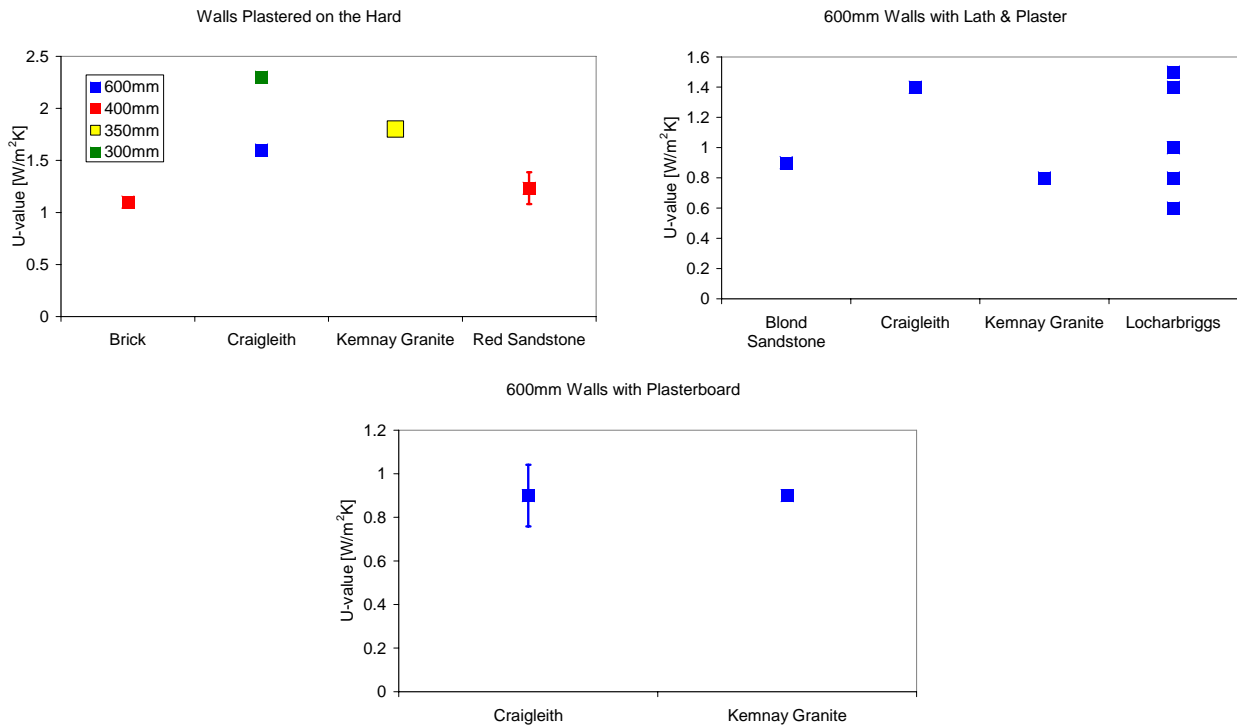 Walls Plastered on the Hard
U-value [W/m²K]
2.5
2
1.5
1
0.5
0
600mm
400mm
350mm
300mm
Brick
Craigleith
Kemnay Granite
Red Sandstone
600mm Walls with Lath & Plaster
U-value [W/m²K]
1.6
1.4
1.2
1
0.8
0.6
0.4
0.2
0
Blond
Sandstone
Craigleith
Kemnay Granite
Locharbriggs
600mm Walls with Plasterboard
U-value [W/m²K]
1.2
1
0.8
0.6
0.4
0.2
0
Craigleith
Kemnay Granite